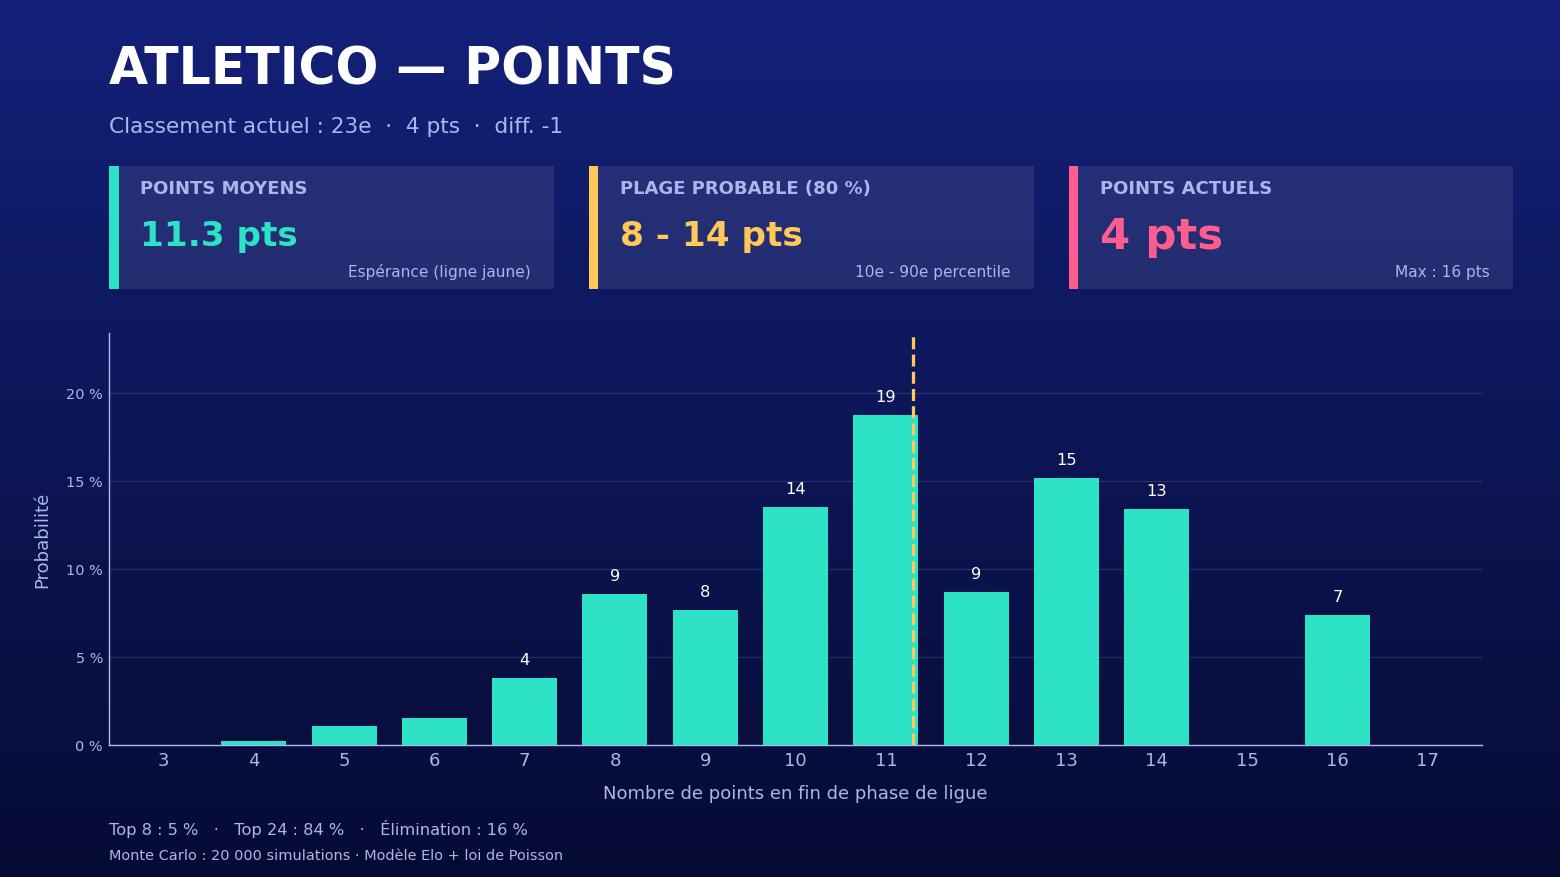 ATLETICO — POINTS
Classement actuel : 23e · 4 pts · diff. -1
POINTS MOYENS
11.3 pts
Espérance (ligne jaune)
PLAGE PROBABLE (80 %)
8 - 14 pts
10e - 90e percentile
POINTS ACTUELS
4 pts
Max : 16 pts
Probabilité
20 %
15 %
10 %
5 %
0 %
4
9
8
14
19
9
15
13
7
3 4 5 6 7 8 9 10 11 12 13 14 15 16 17
Nombre de points en fin de phase de ligue
Top 8 : 5 % · Top 24 : 84 % · Élimination : 16 %
Monte Carlo : 20 000 simulations · Modèle Elo + loi de Poisson